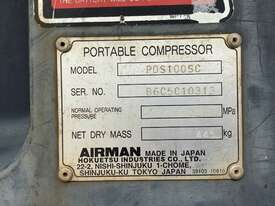 PORTABLE COMPRESSOR
MODEL PDS100SC
SER. NO. B6C5C10313
NORMAL OPERATING PRESSURE MPa
NET DRY MASS kg
AIRMAN MADE IN JAPAN
HOKUETSU INDUSTRIES CO., LTD.
22-2, NISHI-SHINJUKU 1-CHOME,
SHINJUKU-KU TOKYO JAPAN